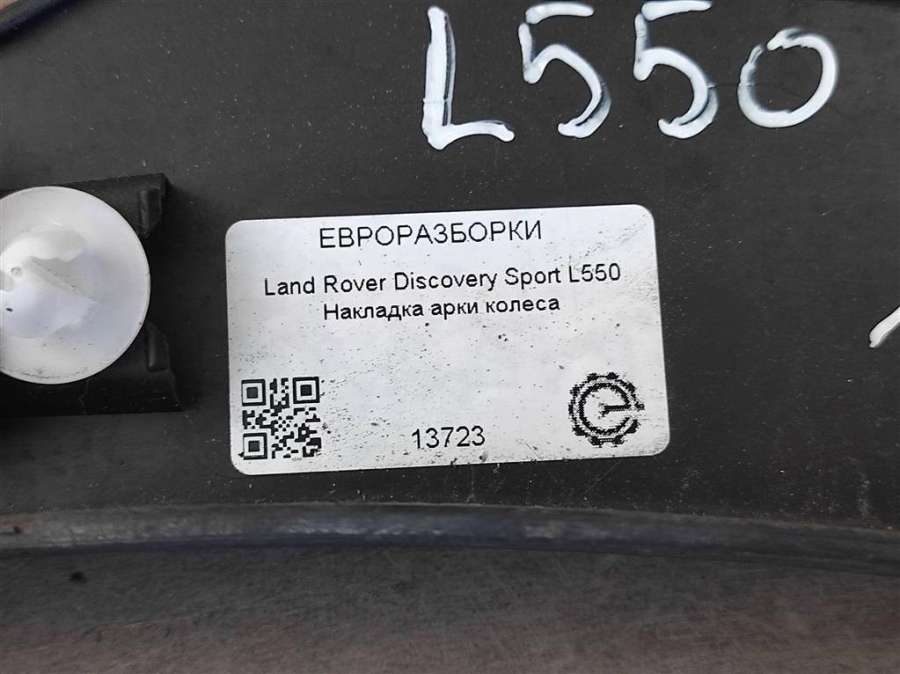 L550
ЕВРОРАЗБОРКИ
Land Rover Discovery Sport L550
Накладка арки колеса
13723